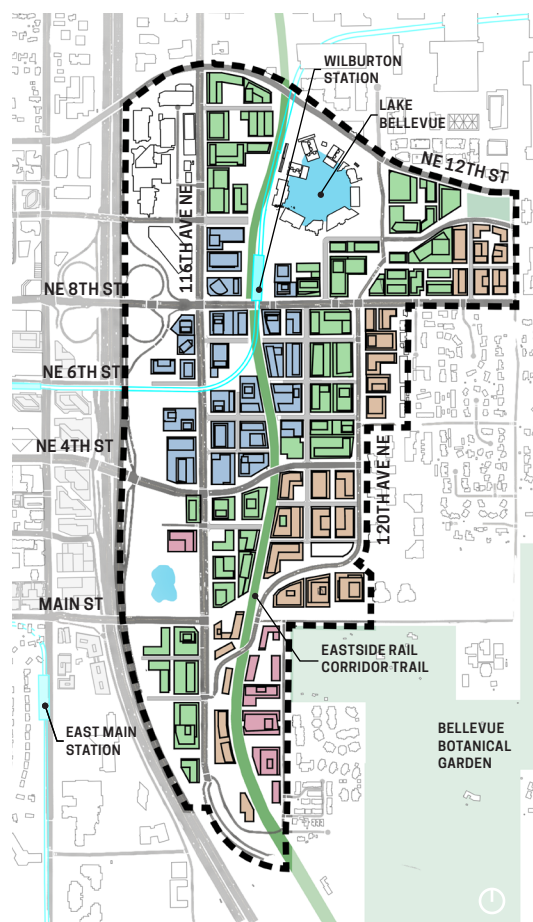 WILBURTON
STATION
LAKE
BELLEVUE
NE 12TH ST
116TH AVE NE
NE 8TH ST
NE 6TH ST
NE 4TH ST
120TH AVE NE
MAIN ST
EASTSIDE RAIL
CORRIDOR TRAIL
EAST MAIN
STATION
BELLEVUE
BOTANICAL
GARDEN